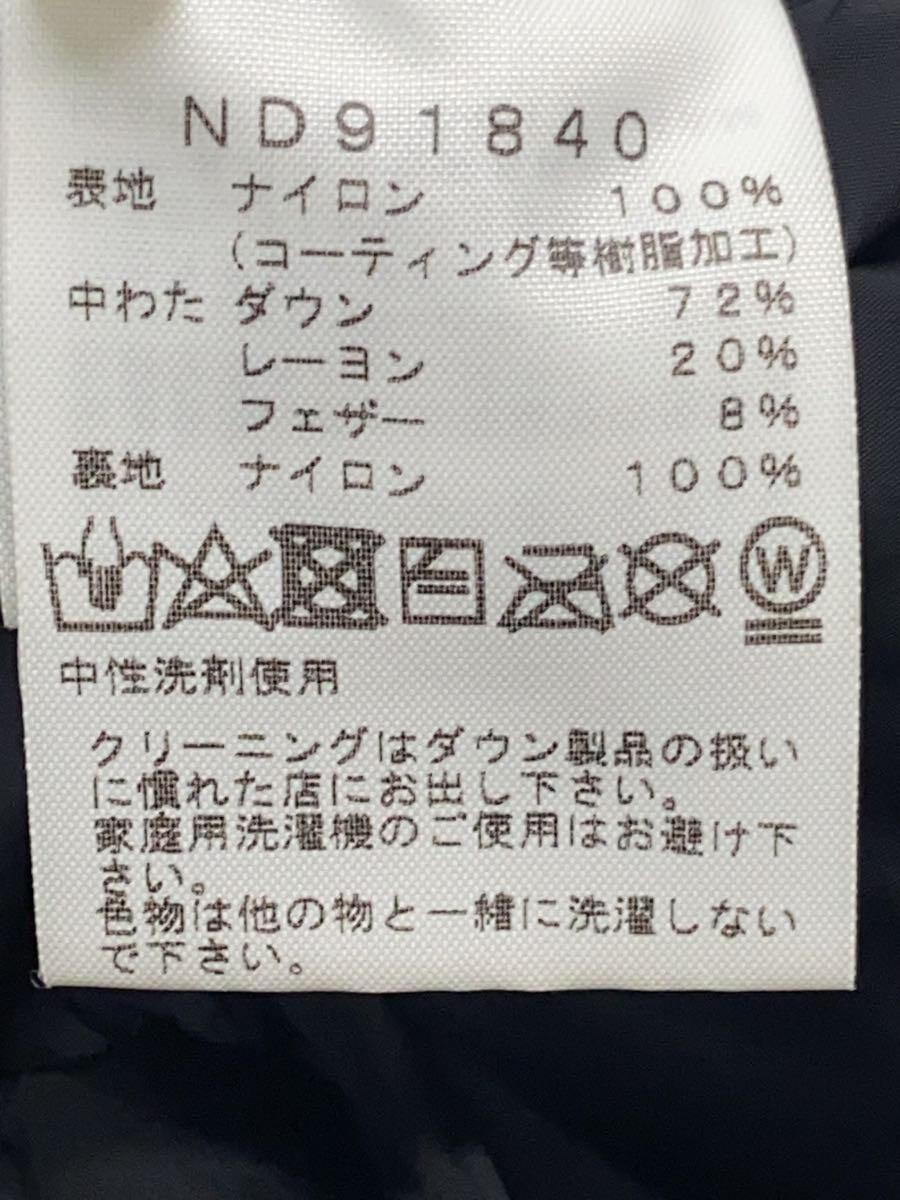 ND91840
表地 ナイロン 100%
(コーティング等樹脂加工)
中わた ダウン 72%
レーヨン 20%
フェザー 8%
裏地 ナイロン 100%
W
中性洗剤使用
クリーニングはダウン製品の扱い
に慣れた店にお出し下さい。
家庭用洗濯機のご使用はお避け下
さい。
色物は他の物と一緒に洗濯しない
で下さい。